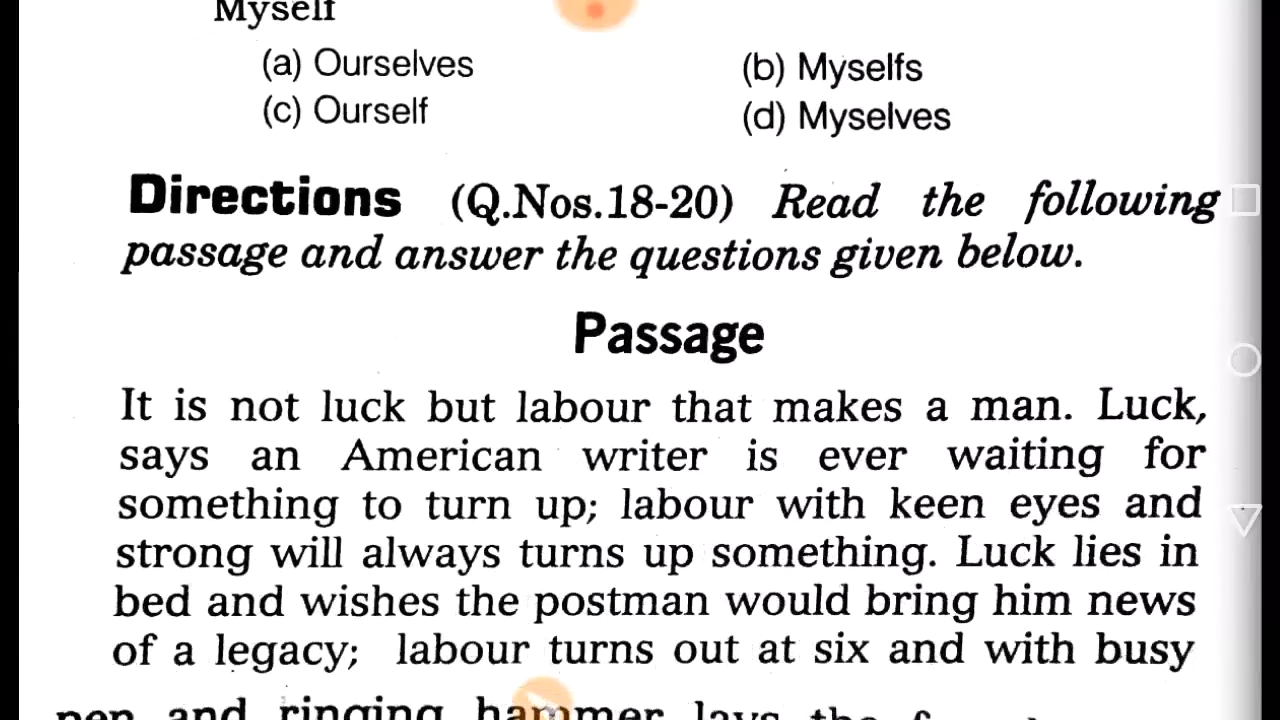 Myself
(a) Ourselves (b) Myselfs
(c) Ourself (d) Myselves
Directions (Q.Nos.18-20) Read the following
passage and answer the questions given below.
Passage
It is not luck but labour that makes a man. Luck,
says an American writer is ever waiting for
something to turn up; labour with keen eyes and
strong will always turns up something. Luck lies in
bed and wishes the postman would bring him news
of a legacy; labour turns out at six and with busy
pen and ringing hammer lays the